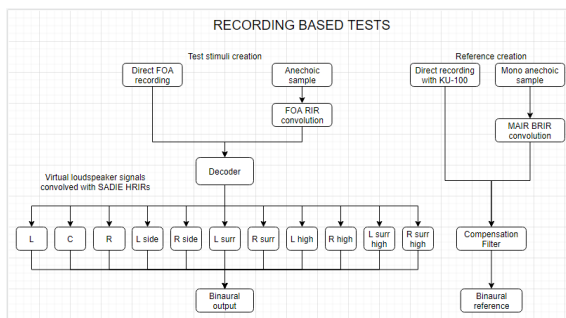 RECORDING BASED TESTS
Test stimuli creation
Reference creation
Direct FOA
recording
Anechoic
sample
Direct recording
with KU-100
Mono anechoic
sample
FOA RIR
convolution
MAIR BRIR
convolution
Decoder
Virtual loudspeaker signals
convolved with SADIE HRIRs
L
C
R
L side
R side
L surr
R surr
L high
R high
L surr
high
R surr
high
Compensation
Filter
Binaural
output
Binaural
reference